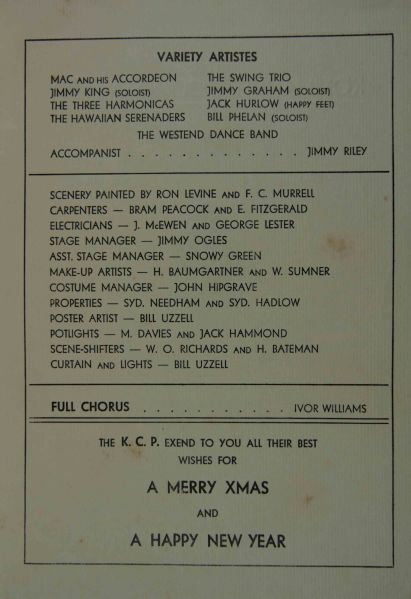 VARIETY ARTISTES
MAC AND HIS ACCORDEON THE SWING TRIO
JIMMY KING (SOLOIST) JIMMY GRAHAM (SOLOIST)
THE THREE HARMONICAS JACK HURLOW (HAPPY FEET)
THE HAWAIIAN SERENADERS BILL PHELAN (SOLOIST)
THE WESTEND DANCE BAND
ACCOMPANIST . . . . . . . . . . . . . JIMMY RILEY
SCENERY PAINTED BY RON LEVINE AND F. C. MURRELL
CARPENTERS — BRAM PEACOCK AND E. FITZGERALD
ELECTRICIANS — J. McEWEN AND GEORGE LESTER
STAGE MANAGER — JIMMY OGLES
ASST. STAGE MANAGER — SNOWY GREEN
MAKE-UP ARTISTS — H. BAUMGARTNER AND W. SUMNER
COSTUME MANAGER — JOHN HIPGRAVE
PROPERTIES — SYD. NEEDHAM AND SYD. HADLOW
POSTER ARTIST — BILL UZZELL
POTLIGHTS — M. DAVIES AND JACK HAMMOND
SCENE-SHIFTERS — W. O. RICHARDS AND H. BATEMAN
CURTAIN AND LIGHTS — BILL UZZELL
FULL CHORUS . . . . . . . . . . . IVOR WILLIAMS
THE K. C. P. EXEND TO YOU ALL THEIR BEST
WISHES FOR
A MERRY XMAS
AND
A HAPPY NEW YEAR